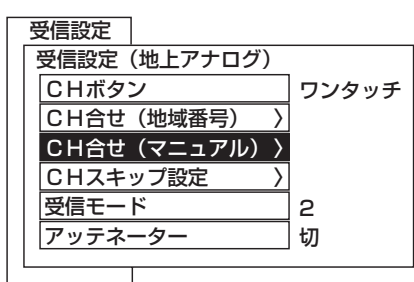 受信設定
受信設定（地上アナログ）
ＣＨボタン ワンタッチ
ＣＨ合せ（地域番号） 〉
ＣＨ合せ（マニュアル）〉
ＣＨスキップ設定 〉
受信モード ２
アッテネーター 切